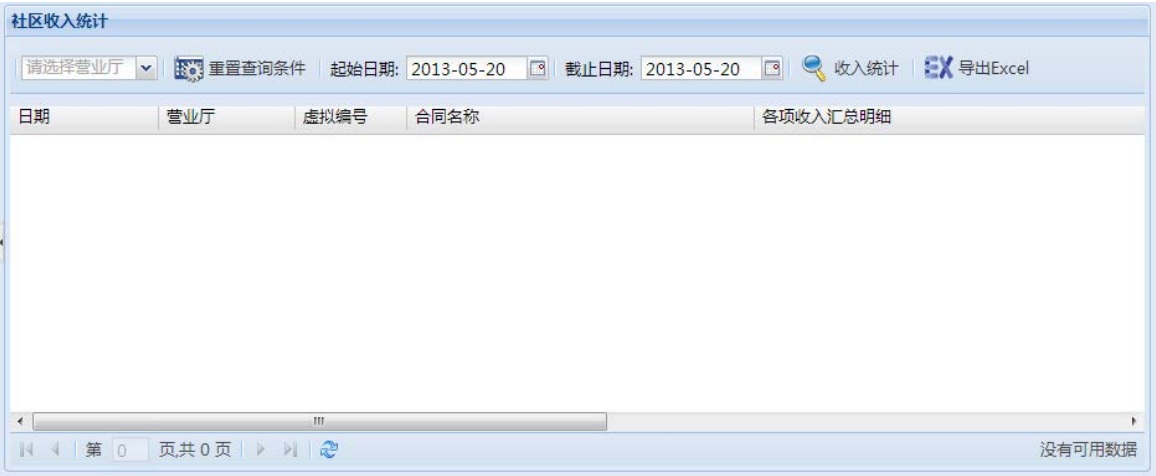 社区收入统计
请选择营业厅 重置查询条件 起始日期: 2013-05-20 截止日期: 2013-05-20 收入统计 EX 导出Excel
日期 营业厅 虚拟编号 合同名称 各项收入汇总明细
第 0 页,共 0 页 没有可用数据